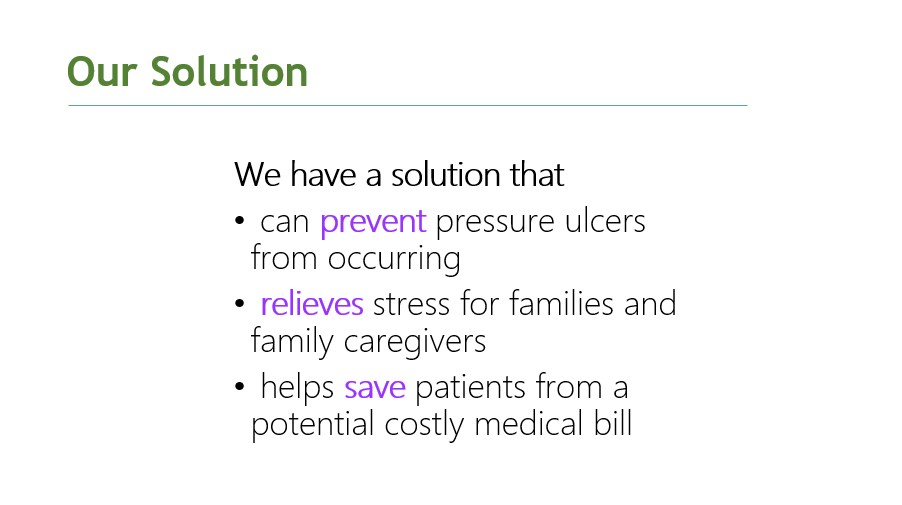 Our Solution
We have a solution that
• can prevent pressure ulcers
from occurring
• relieves stress for families and
family caregivers
• helps save patients from a
potential costly medical bill